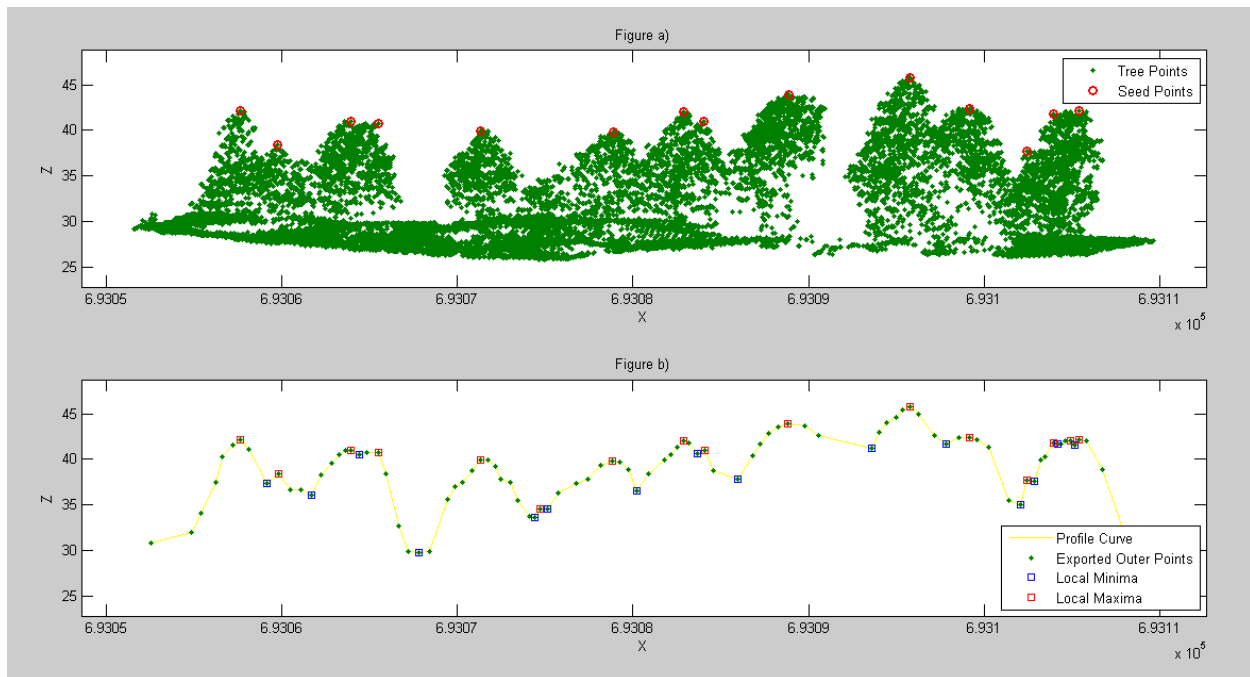 Figure a)
45
40
35
30
25
Z
Tree Points
Seed Points
6.9305 6.9306 6.9307 6.9308 6.9309 6.931 6.9311
X
x 10^5
Figure b)
45
40
35
30
25
Z
Profile Curve
Exported Outer Points
Local Minima
Local Maxima
6.9305 6.9306 6.9307 6.9308 6.9309 6.931 6.9311
X
x 10^5